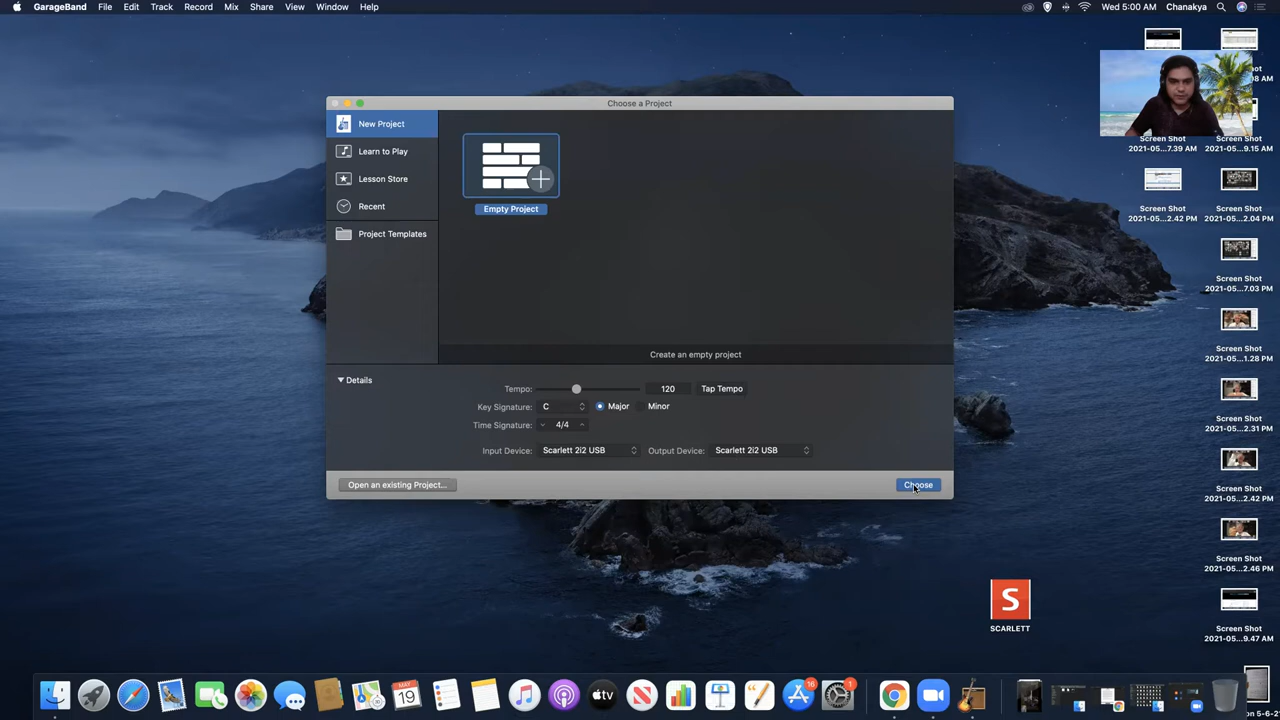 GarageBand File Edit Track Record Mix Share View Window Help
Wed 5:00 AM Chanakya
Choose a Project
New Project
Learn to Play
Lesson Store
Recent
Project Templates
Empty Project
Create an empty project
Details
Tempo: 120 Tap Tempo
Key Signature: C Major Minor
Time Signature: 4/4
Input Device: Scarlett 2i2 USB Output Device: Scarlett 2i2 USB
Open an existing Project... Choose
Screen Shot
2021-05...7.39 AM
Screen Shot
2021-05...2.42 PM
Screen Shot
...9.15 AM
Screen Shot
2021-05...2.04 PM
Screen Shot
2021-05...7.03 PM
Screen Shot
2021-05...1.28 PM
Screen Shot
2021-05...2.31 PM
Screen Shot
2021-05...2.42 PM
Screen Shot
2021-05...2.46 PM
Screen Shot
2021-05...9.47 AM
S
SCARLETT
MAY
19
tv
16
1